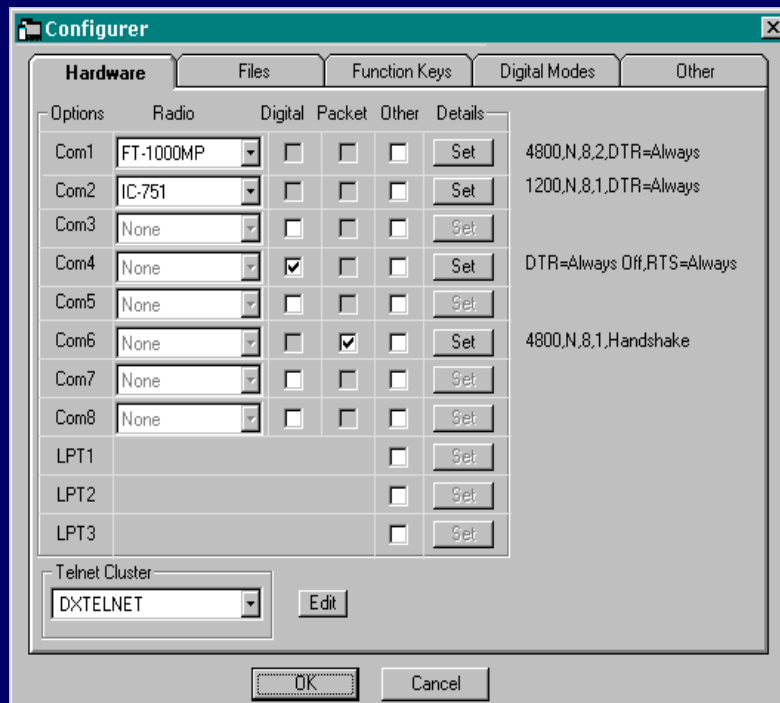 Configurer
Hardware Files Function Keys Digital Modes Other
Options Radio Digital Packet Other Details
Com1 FT-1000MP Set 4800,N,8,2,DTR=Always
Com2 IC-751 Set 1200,N,8,1,DTR=Always
Com3 None Set
Com4 None Set DTR=Always Off,RTS=Always
Com5 None Set
Com6 None Set 4800,N,8,1,Handshake
Com7 None Set
Com8 None Set
LPT1 Set
LPT2 Set
LPT3 Set
Telnet Cluster
DXTELNET Edit
OK Cancel